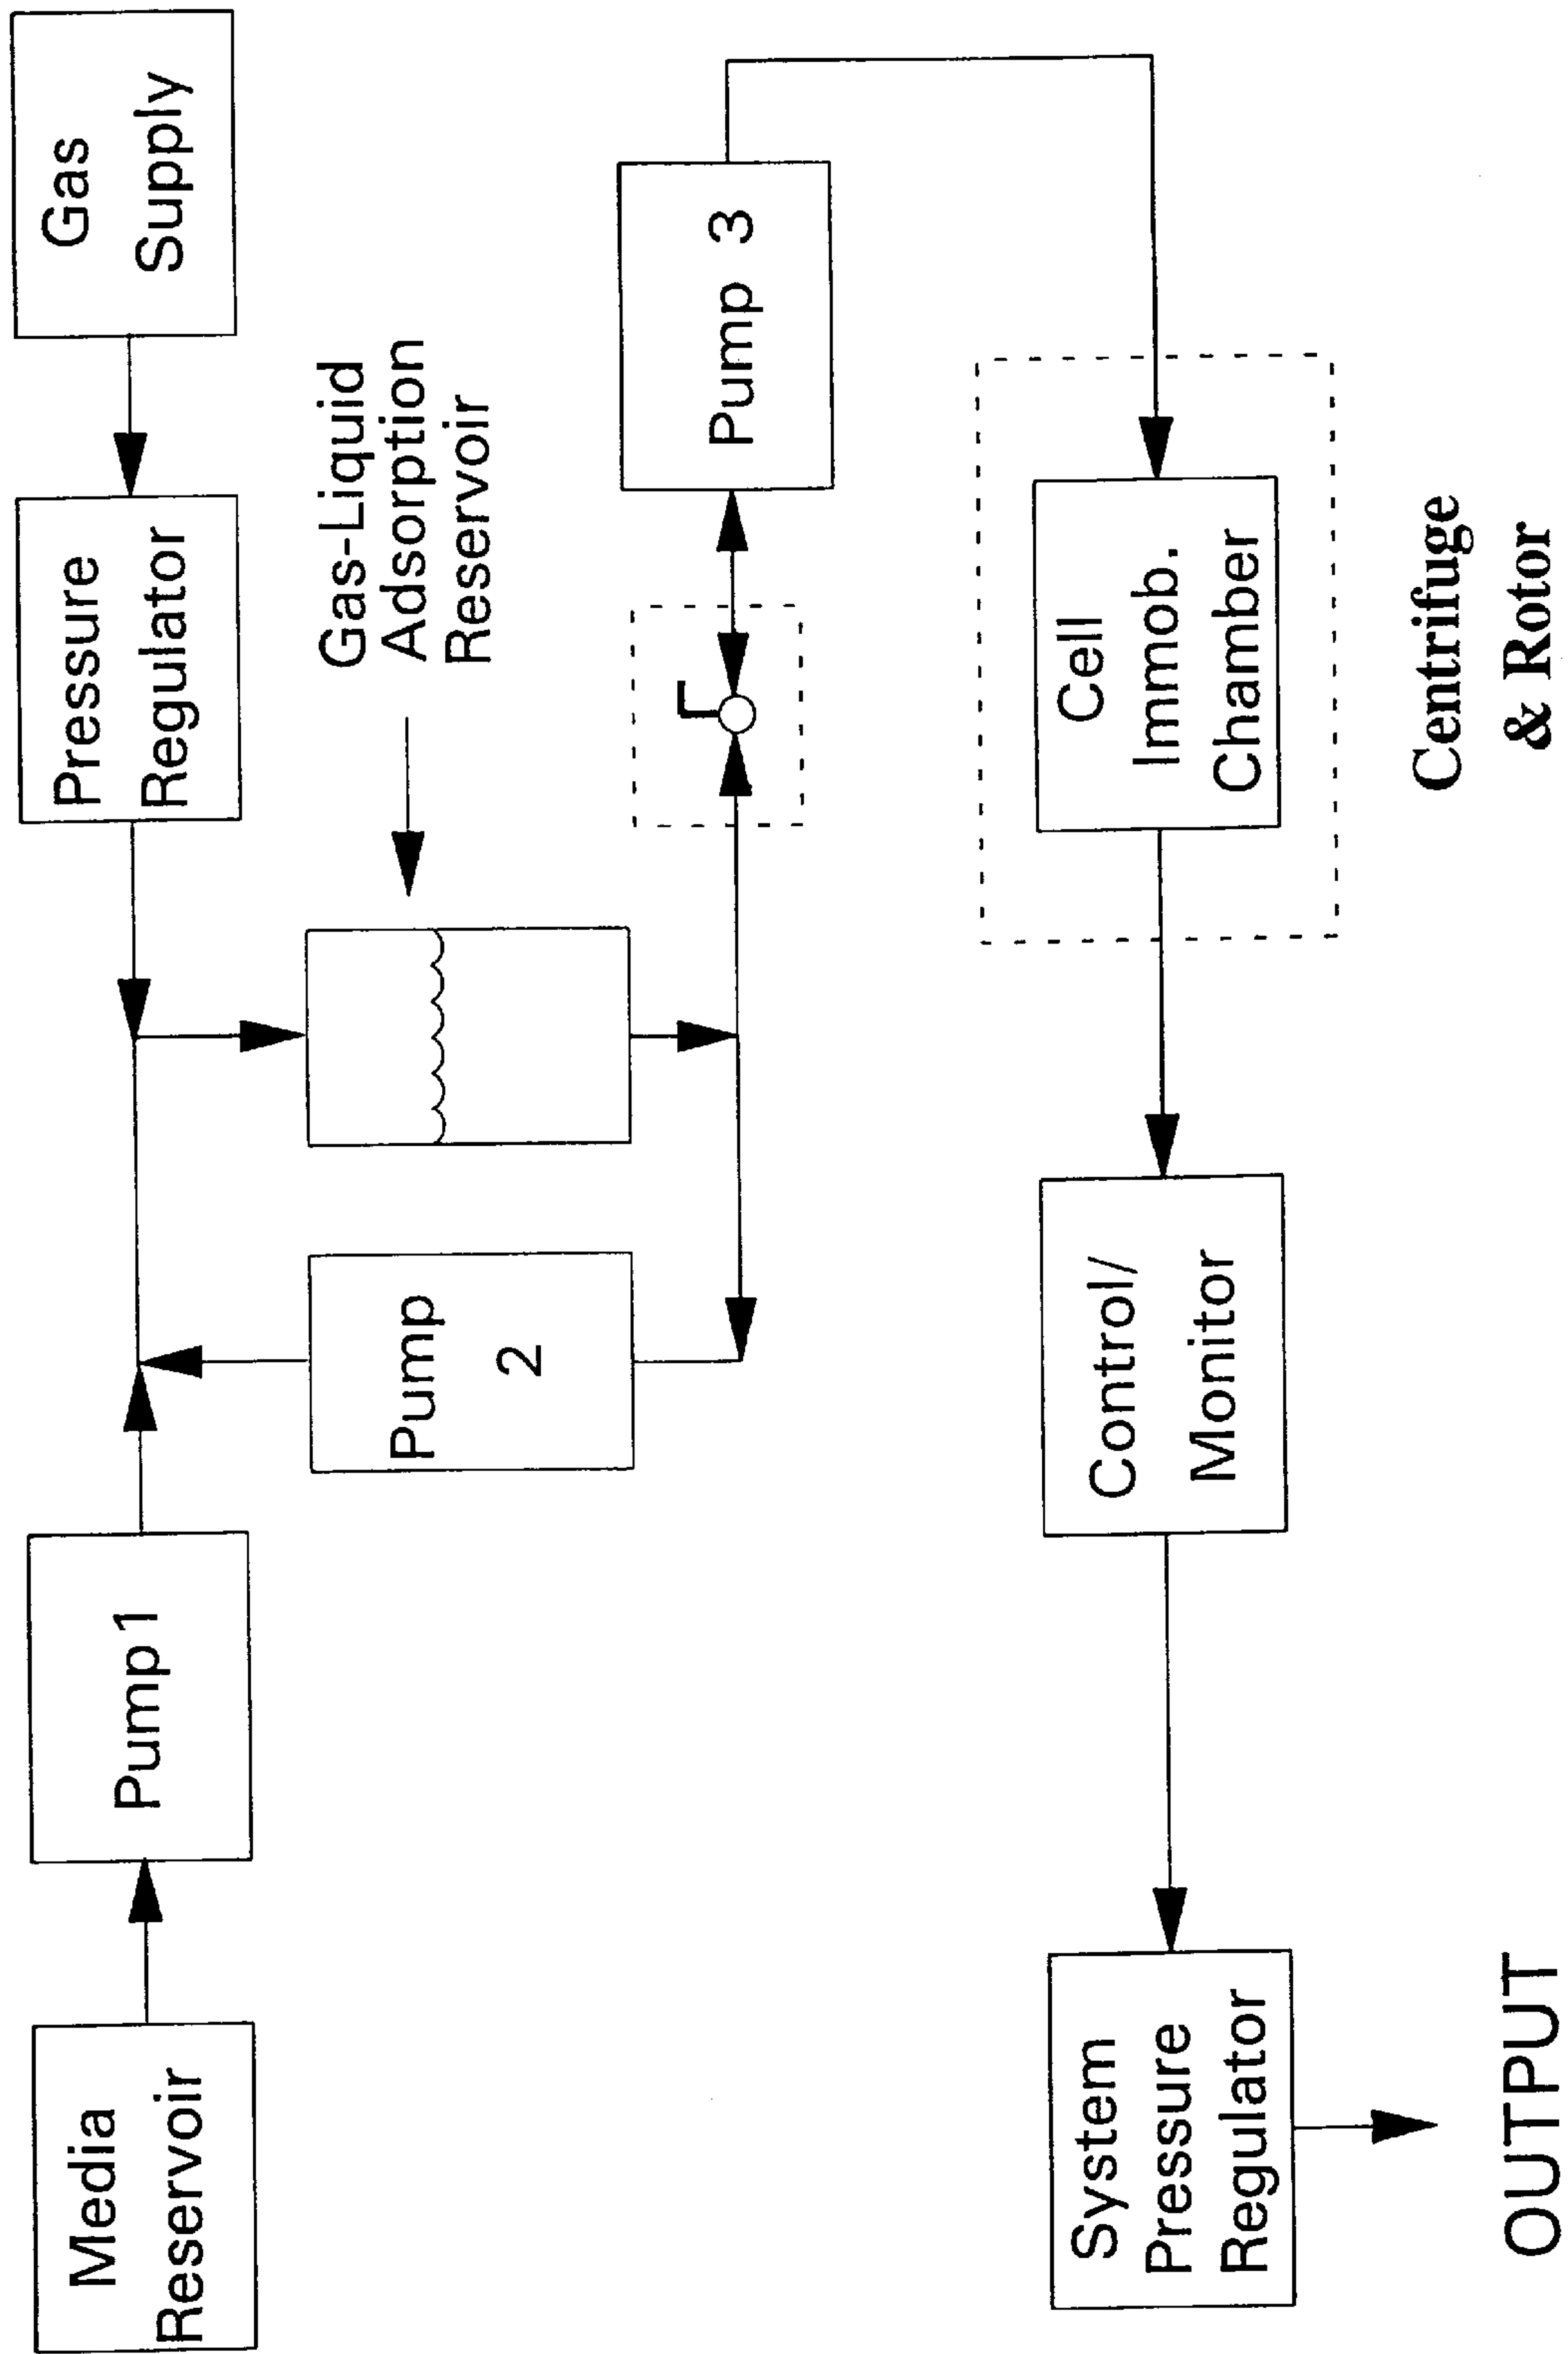 Media
Reservoir
Pump1
Pump
2
Pressure
Regulator
Gas
Supply
Gas-Liquid
Adsorption
Reservoir
Pump 3
System
Pressure
Regulator
Control/
Monitor
Cell
Immob.
Chamber
Centrifuge
& Rotor
OUTPUT